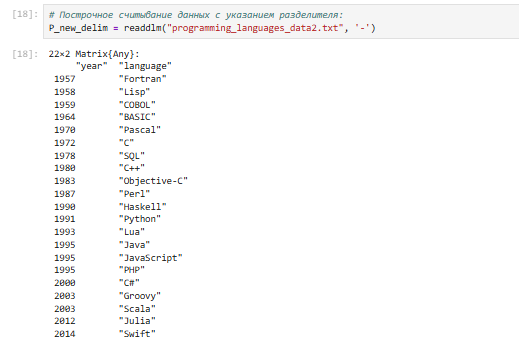 [18]: # Построчное считывание данных с указанием разделителя:
P_new_delim = readdlm("programming_languages_data2.txt", '-')
[18]: 22×2 Matrix{Any}:
"year" "language"
1957 "Fortran"
1958 "Lisp"
1959 "COBOL"
1964 "BASIC"
1970 "Pascal"
1972 "C"
1978 "SQL"
1980 "C++"
1983 "Objective-C"
1987 "Perl"
1990 "Haskell"
1991 "Python"
1993 "Lua"
1995 "Java"
1995 "JavaScript"
1995 "PHP"
2000 "C#"
2003 "Groovy"
2003 "Scala"
2012 "Julia"
2014 "Swift"